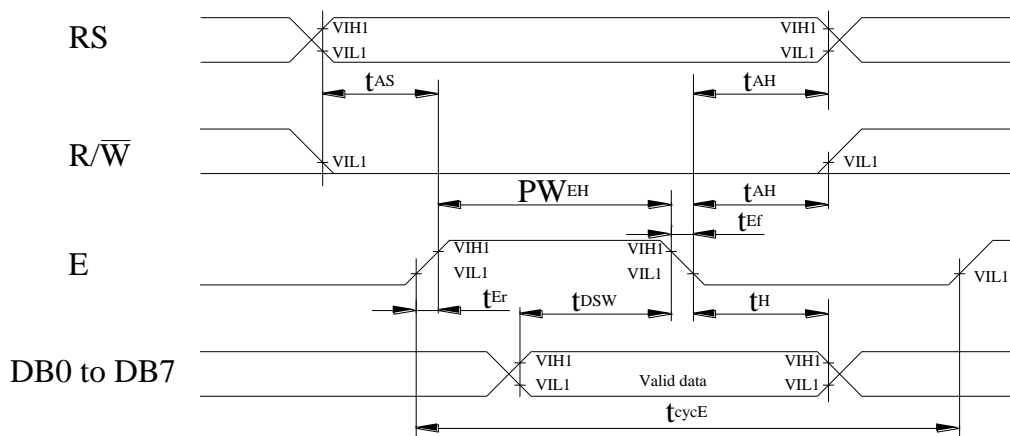 RS
VIH1
VIL1
VIH1
VIL1
tAS
tAH
R/W̅
VIL1
VIL1
PWEH
tAH
tEf
E
VIH1
VIL1
VIH1
VIL1
VIL1
tEr
tDSW
tH
DB0 to DB7
VIH1
VIL1
Valid data
VIH1
VIL1
tcycE